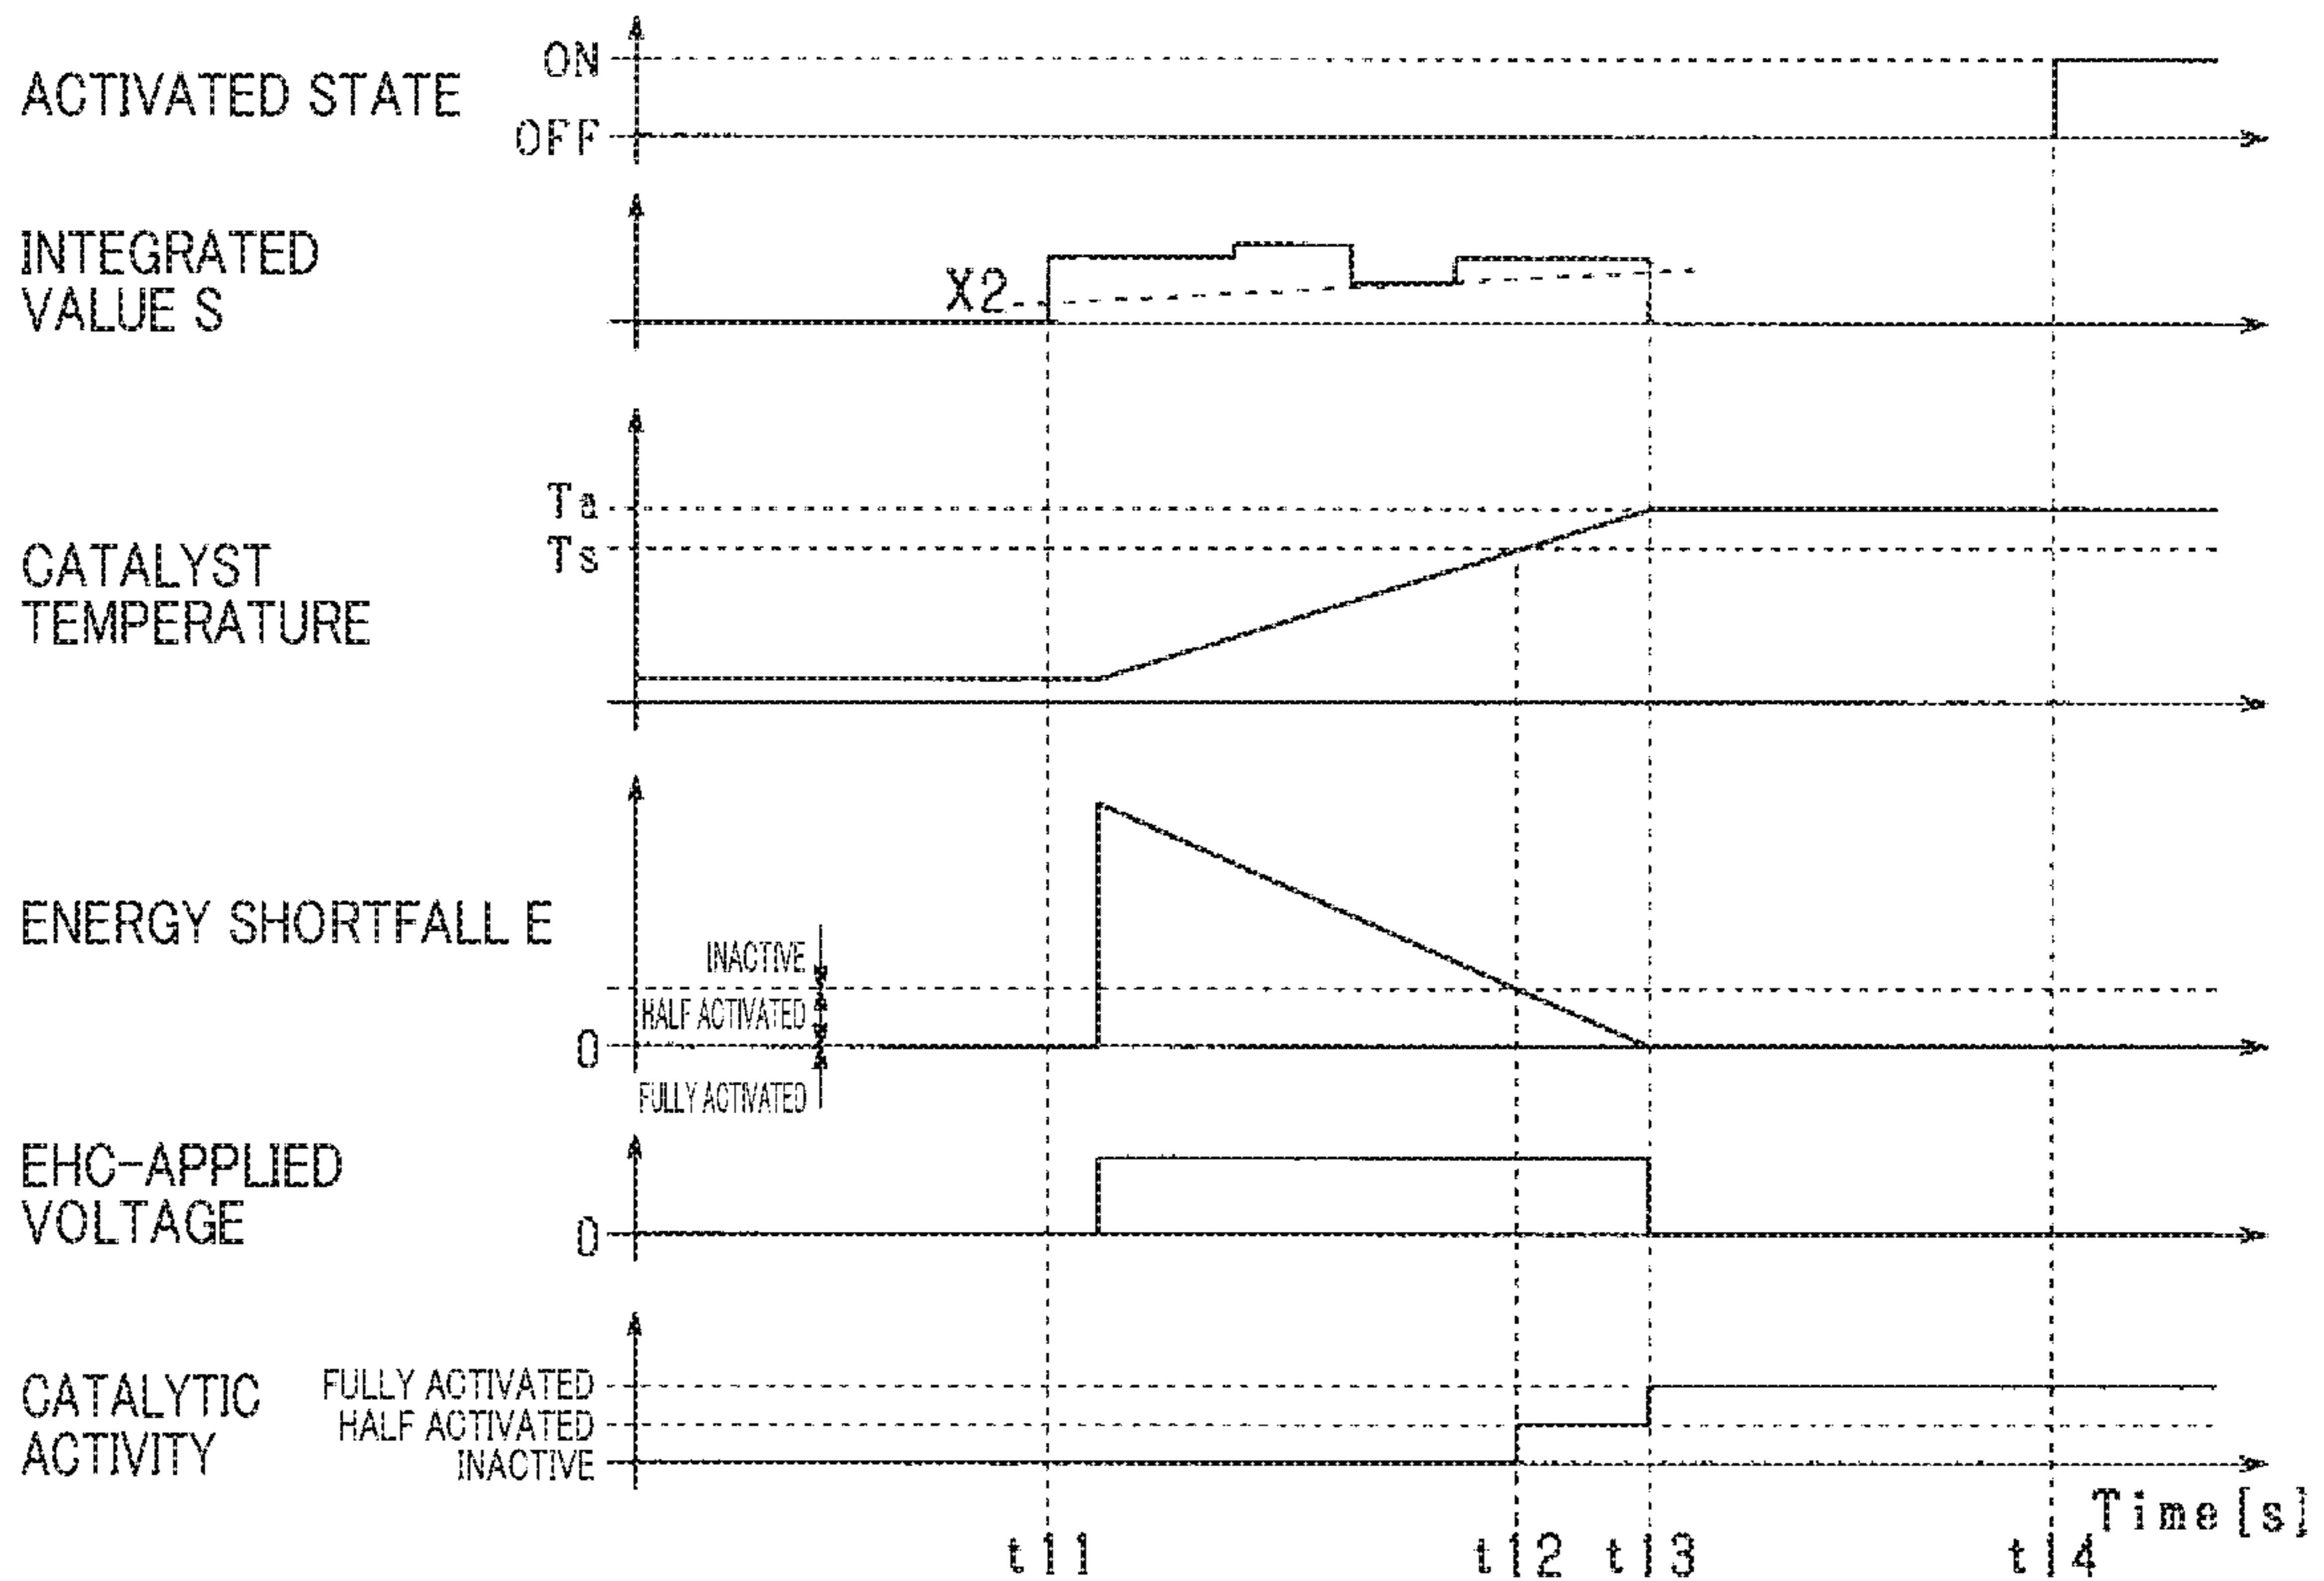 ACTIVATED STATE
ON
OFF
INTEGRATED
VALUE S
X2
CATALYST
TEMPERATURE
Ta
Ts
ENERGY SHORTFALL E
INACTIVE
HALF ACTIVATED
0
FULLY ACTIVATED
EHC-APPLIED
VOLTAGE
0
CATALYTIC
ACTIVITY
FULLY ACTIVATED
HALF ACTIVATED
INACTIVE
Time[s]
t11
t12
t13
t14